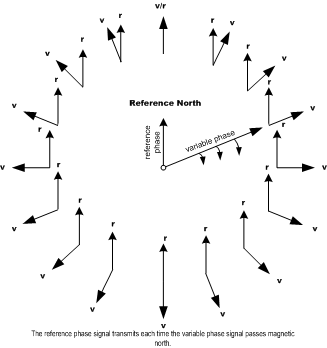 v/r
r
r
v
v
r
r
v
v
r
r
v
v
Reference North
r
r
reference
phase
variable phase
v
v
r
r
v
v
r
r
r
r
v
v
v
v
v
The reference phase signal transmits each time the variable phase signal passes magnetic
north.